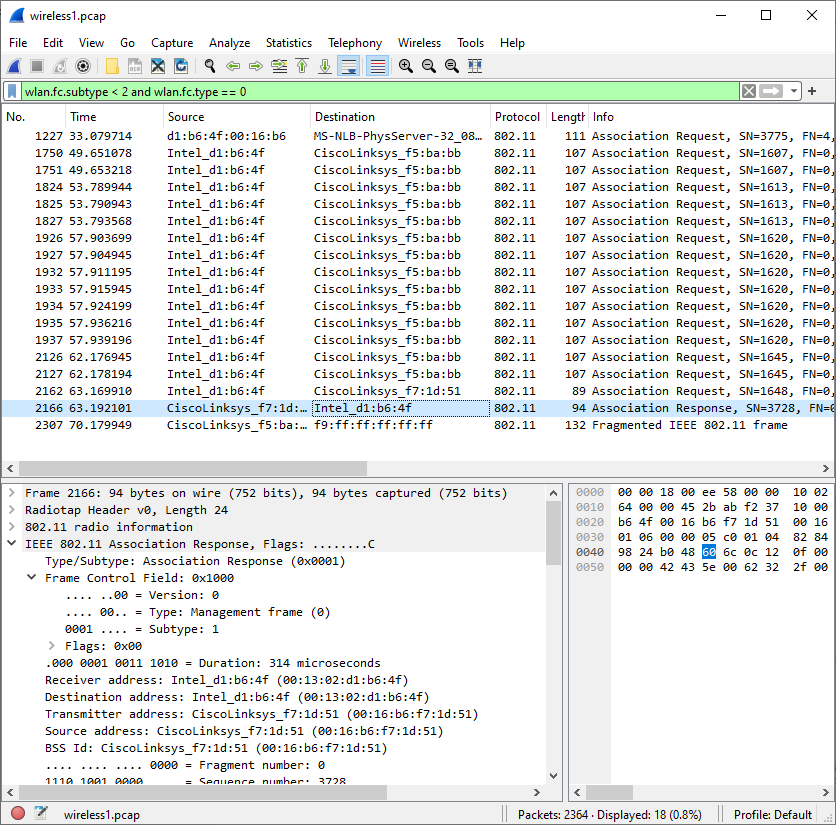 wireless1.pcap
File Edit View Go Capture Analyze Statistics Telephony Wireless Tools Help
wlan.fc.subtype < 2 and wlan.fc.type == 0
No. Time Source Destination Protocol Length Info
1227 33.079714 d1:b6:4f:00:16:b6 MS-NLB-PhysServer-32_08… 802.11 111 Association Request, SN=3775, FN=4,
1750 49.651078 Intel_d1:b6:4f CiscoLinksys_f5:ba:bb 802.11 107 Association Request, SN=1607, FN=0,
1751 49.653218 Intel_d1:b6:4f CiscoLinksys_f5:ba:bb 802.11 107 Association Request, SN=1607, FN=0,
1824 53.789944 Intel_d1:b6:4f CiscoLinksys_f5:ba:bb 802.11 107 Association Request, SN=1613, FN=0,
1825 53.790943 Intel_d1:b6:4f CiscoLinksys_f5:ba:bb 802.11 107 Association Request, SN=1613, FN=0,
1827 53.793568 Intel_d1:b6:4f CiscoLinksys_f5:ba:bb 802.11 107 Association Request, SN=1613, FN=0,
1926 57.903699 Intel_d1:b6:4f CiscoLinksys_f5:ba:bb 802.11 107 Association Request, SN=1620, FN=0,
1927 57.904945 Intel_d1:b6:4f CiscoLinksys_f5:ba:bb 802.11 107 Association Request, SN=1620, FN=0,
1932 57.911195 Intel_d1:b6:4f CiscoLinksys_f5:ba:bb 802.11 107 Association Request, SN=1620, FN=0,
1933 57.915945 Intel_d1:b6:4f CiscoLinksys_f5:ba:bb 802.11 107 Association Request, SN=1620, FN=0,
1934 57.924199 Intel_d1:b6:4f CiscoLinksys_f5:ba:bb 802.11 107 Association Request, SN=1620, FN=0,
1935 57.936216 Intel_d1:b6:4f CiscoLinksys_f5:ba:bb 802.11 107 Association Request, SN=1620, FN=0,
1937 57.939196 Intel_d1:b6:4f CiscoLinksys_f5:ba:bb 802.11 107 Association Request, SN=1620, FN=0,
2126 62.176945 Intel_d1:b6:4f CiscoLinksys_f5:ba:bb 802.11 107 Association Request, SN=1645, FN=0,
2127 62.178194 Intel_d1:b6:4f CiscoLinksys_f5:ba:bb 802.11 107 Association Request, SN=1645, FN=0,
2162 63.169910 Intel_d1:b6:4f CiscoLinksys_f7:1d:51 802.11 89 Association Request, SN=1648, FN=0,
2166 63.192101 CiscoLinksys_f7:1d:… Intel_d1:b6:4f 802.11 94 Association Response, SN=3728, FN=0
2307 70.179949 CiscoLinksys_f5:ba:… f9:ff:ff:ff:ff:ff 802.11 132 Fragmented IEEE 802.11 frame
Frame 2166: 94 bytes on wire (752 bits), 94 bytes captured (752 bits)
Radiotap Header v0, Length 24
802.11 radio information
IEEE 802.11 Association Response, Flags: ........C
Type/Subtype: Association Response (0x0001)
Frame Control Field: 0x1000
.... ..00 = Version: 0
.... 00.. = Type: Management frame (0)
0001 .... = Subtype: 1
Flags: 0x00
.000 0001 0011 1010 = Duration: 314 microseconds
Receiver address: Intel_d1:b6:4f (00:13:02:d1:b6:4f)
Destination address: Intel_d1:b6:4f (00:13:02:d1:b6:4f)
Transmitter address: CiscoLinksys_f7:1d:51 (00:16:b6:f7:1d:51)
Source address: CiscoLinksys_f7:1d:51 (00:16:b6:f7:1d:51)
BSS Id: CiscoLinksys_f7:1d:51 (00:16:b6:f7:1d:51)
.... .... .... 0000 = Fragment number: 0
1110 1001 0000 .... = Sequence number: 3728
0000 00 00 18 00 ee 58 00 00 10 02
0010 64 00 00 45 2b ab f2 37 10 00
0020 b6 4f 00 16 b6 f7 1d 51 00 16
0030 01 06 00 00 05 c0 01 04 82 84
0040 98 24 b0 48 60 6c 0c 12 0f 00
0050 00 00 42 43 5e 00 62 32 2f 00
wireless1.pcap
Packets: 2364 · Displayed: 18 (0.8%)
Profile: Default